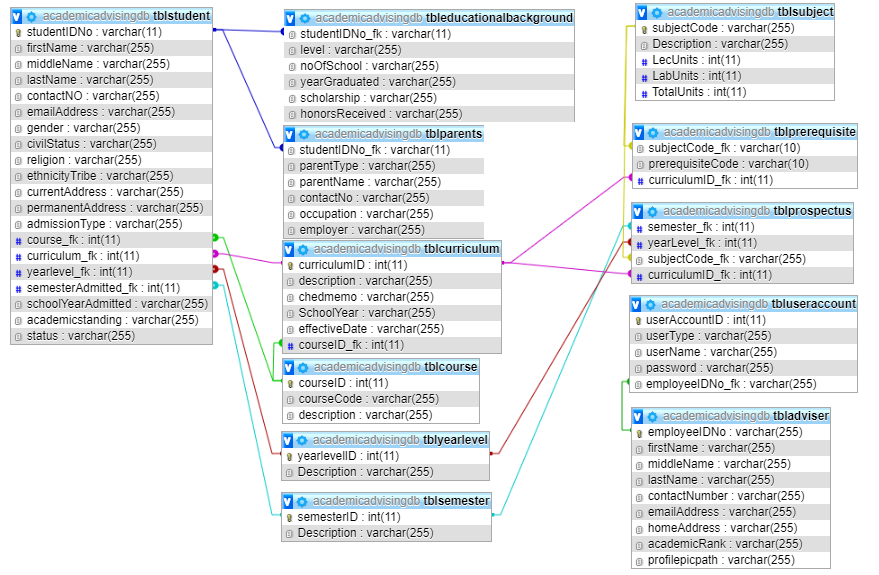 academicadvisingdb tblstudent
studentIDNo : varchar(11)
firstName : varchar(255)
middleName : varchar(255)
lastName : varchar(255)
contactNO : varchar(255)
emailAddress : varchar(255)
gender : varchar(255)
civilStatus : varchar(255)
religion : varchar(255)
ethnicityTribe : varchar(255)
currentAddress : varchar(255)
permanentAddress : varchar(255)
admissionType : varchar(255)
course_fk : int(11)
curriculum_fk : int(11)
yearlevel_fk : int(11)
semesterAdmitted_fk : int(11)
schoolYearAdmitted : varchar(255)
academicstanding : varchar(255)
status : varchar(255)
academicadvisingdb tbleducationalbackground
studentIDNo_fk : varchar(11)
level : varchar(255)
noOfSchool : varchar(255)
yearGraduated : varchar(255)
scholarship : varchar(255)
honorsReceived : varchar(255)
academicadvisingdb tblparents
studentIDNo_fk : varchar(11)
parentType : varchar(255)
parentName : varchar(255)
contactNo : varchar(255)
occupation : varchar(255)
employer : varchar(255)
academicadvisingdb tblcurriculum
curriculumID : int(11)
description : varchar(255)
chedmemo : varchar(255)
SchoolYear : varchar(255)
effectiveDate : varchar(255)
courseID_fk : int(11)
academicadvisingdb tblcourse
courseID : int(11)
courseCode : varchar(255)
description : varchar(255)
academicadvisingdb tblyearlevel
yearlevelID : int(11)
Description : varchar(255)
academicadvisingdb tblsemester
semesterID : int(11)
Description : varchar(255)
academicadvisingdb tblsubject
subjectCode : varchar(255)
Description : varchar(255)
LecUnits : int(11)
LabUnits : int(11)
TotalUnits : int(11)
academicadvisingdb tblprerequisite
subjectCode_fk : varchar(10)
prerequisiteCode : varchar(10)
curriculumID_fk : int(11)
academicadvisingdb tblprospectus
semester_fk : int(11)
yearLevel_fk : int(11)
subjectCode_fk : varchar(255)
curriculumID_fk : int(11)
academicadvisingdb tbluseraccount
userAccountID : int(11)
userType : varchar(255)
userName : varchar(255)
password : varchar(255)
employeeIDNo_fk : varchar(255)
academicadvisingdb tbladviser
employeeIDNo : varchar(255)
firstName : varchar(255)
middleName : varchar(255)
lastName : varchar(255)
contactNumber : varchar(255)
emailAddress : varchar(255)
homeAddress : varchar(255)
academicRank : varchar(255)
profilepicpath : varchar(255)